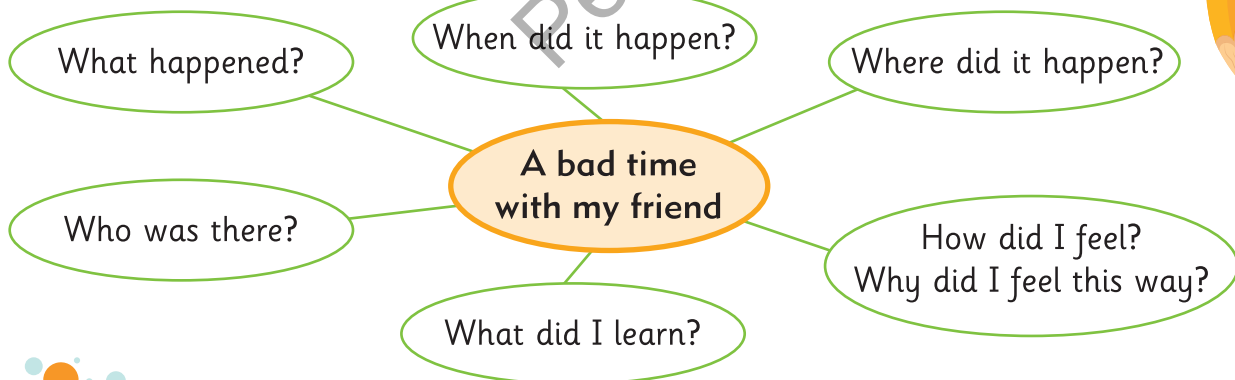 What happened?
When did it happen?
Where did it happen?
A bad time
with my friend
Who was there?
How did I feel?
Why did I feel this way?
What did I learn?